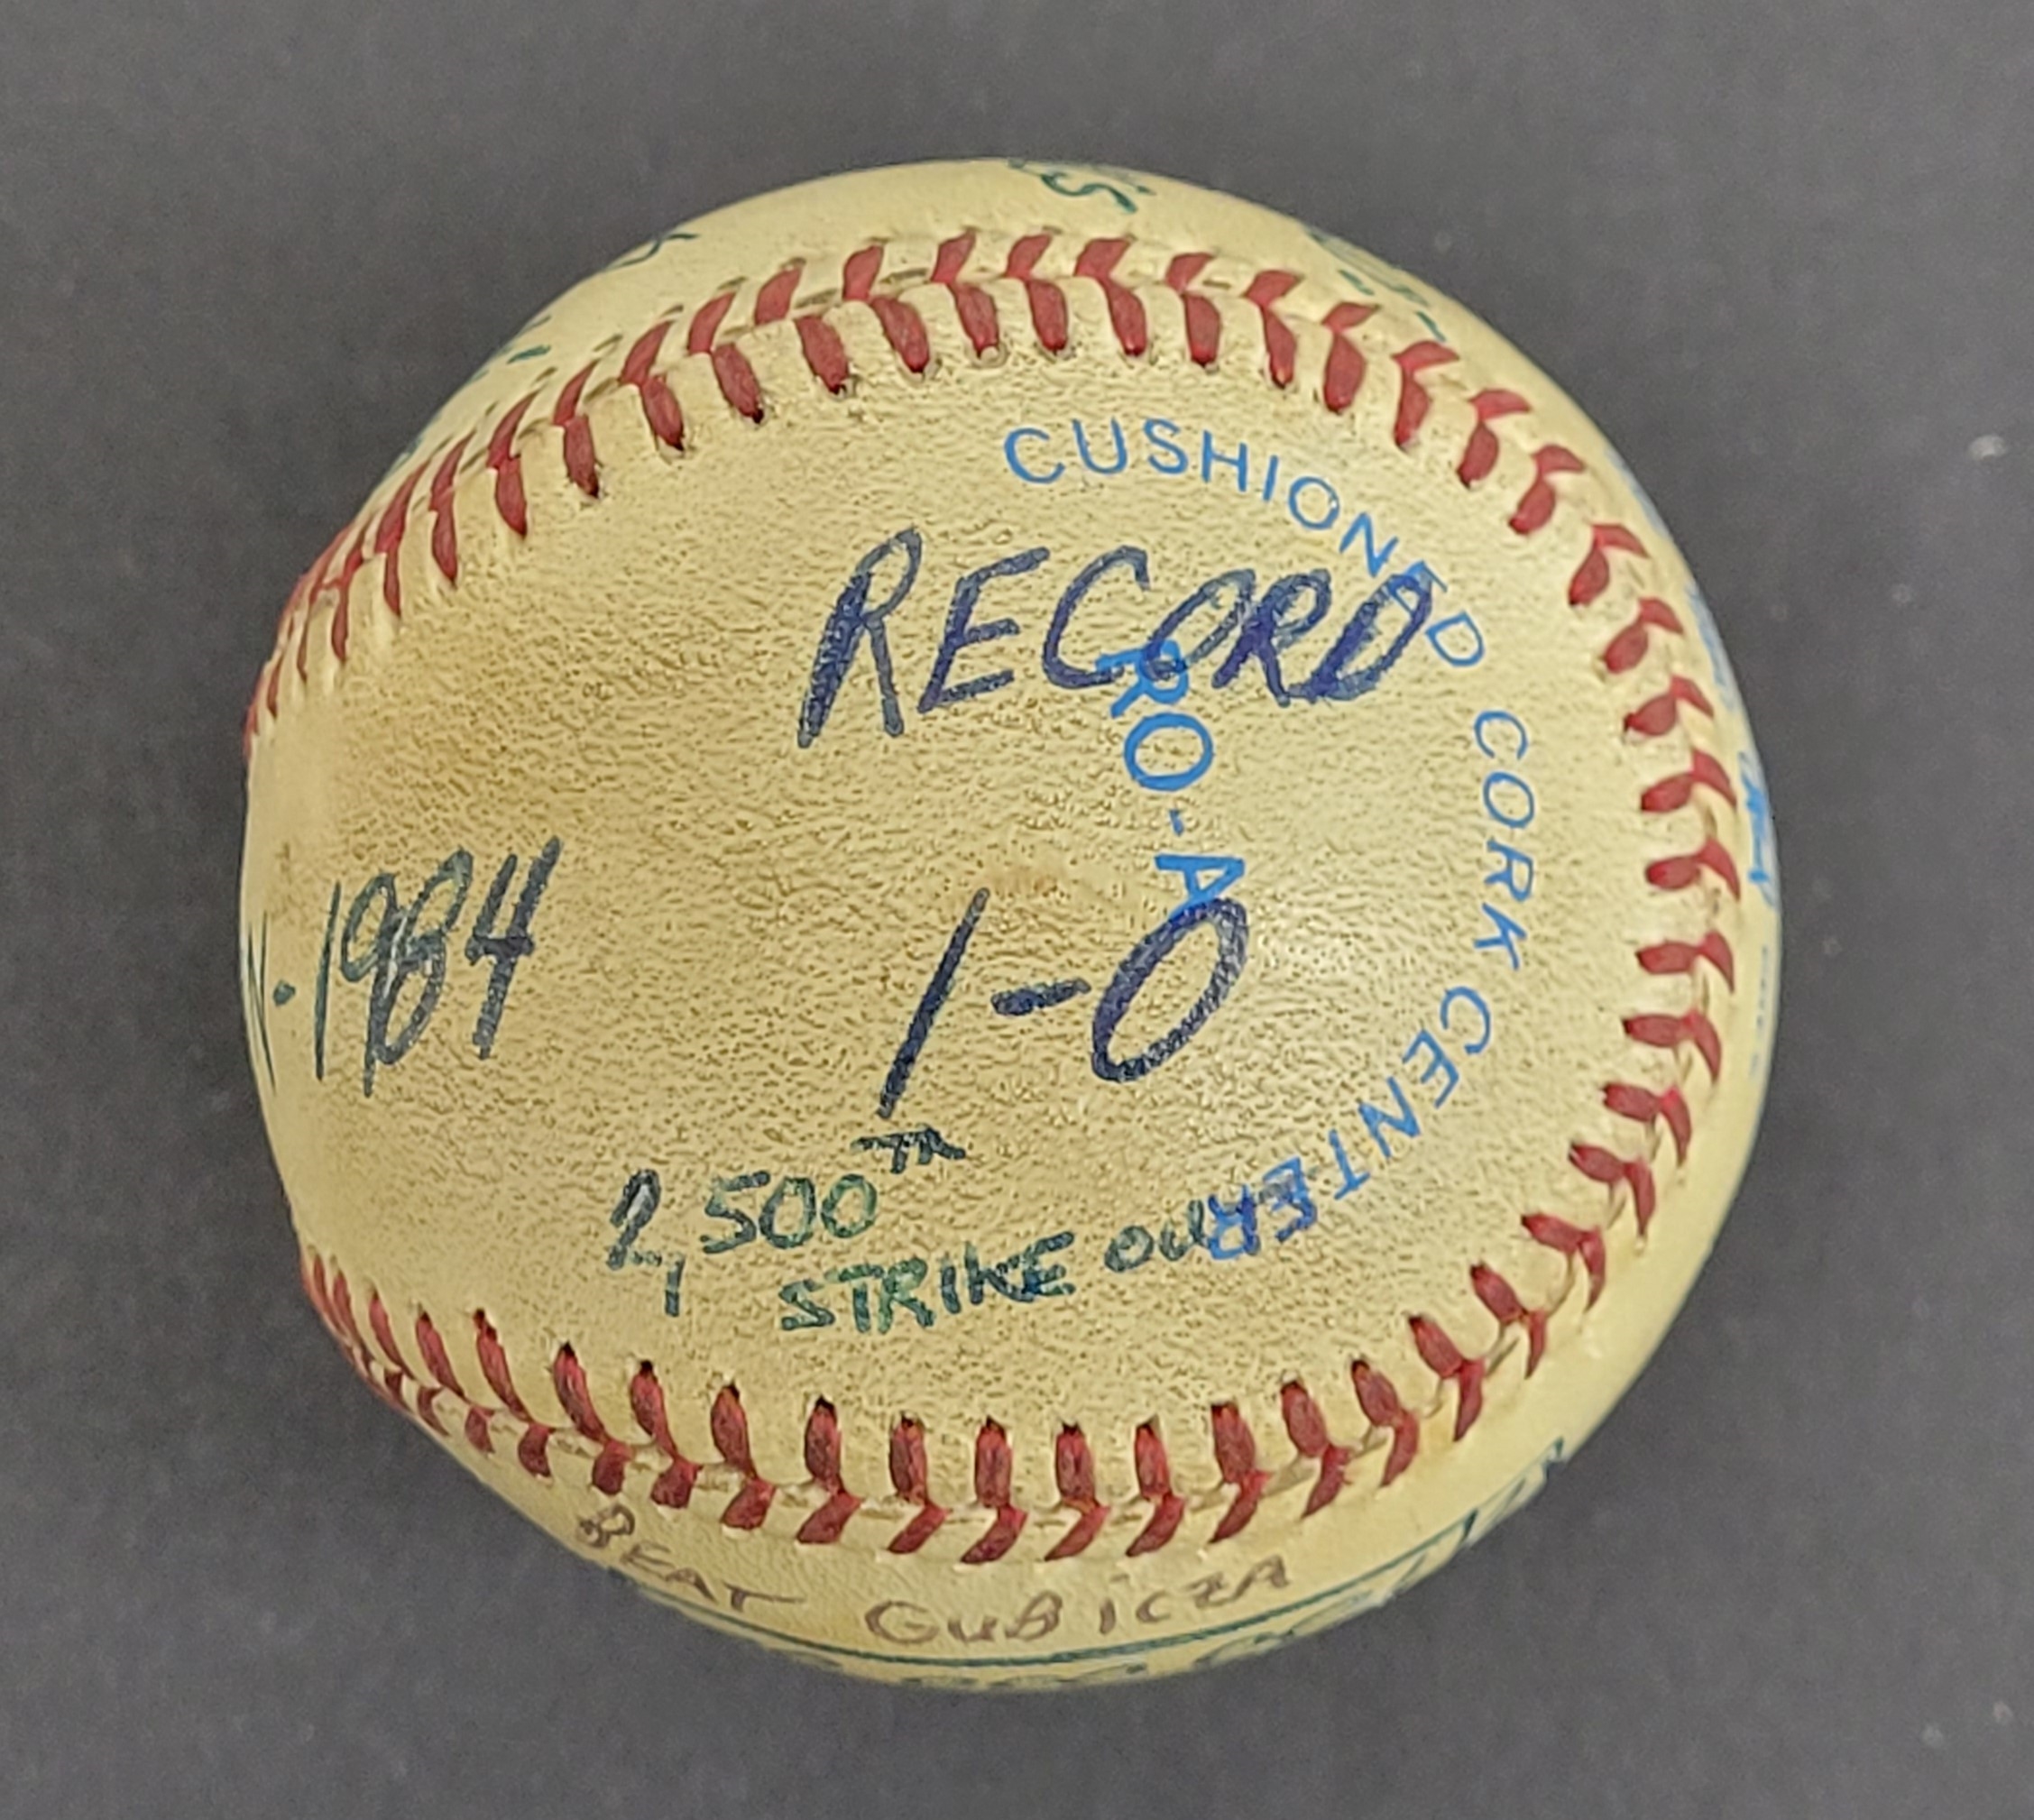 CUSHIONED CORK CENTER
RECORD
RO-A
1-0
N-1984
2,500TH
STRIKE OUT
BEAT GUBICZA